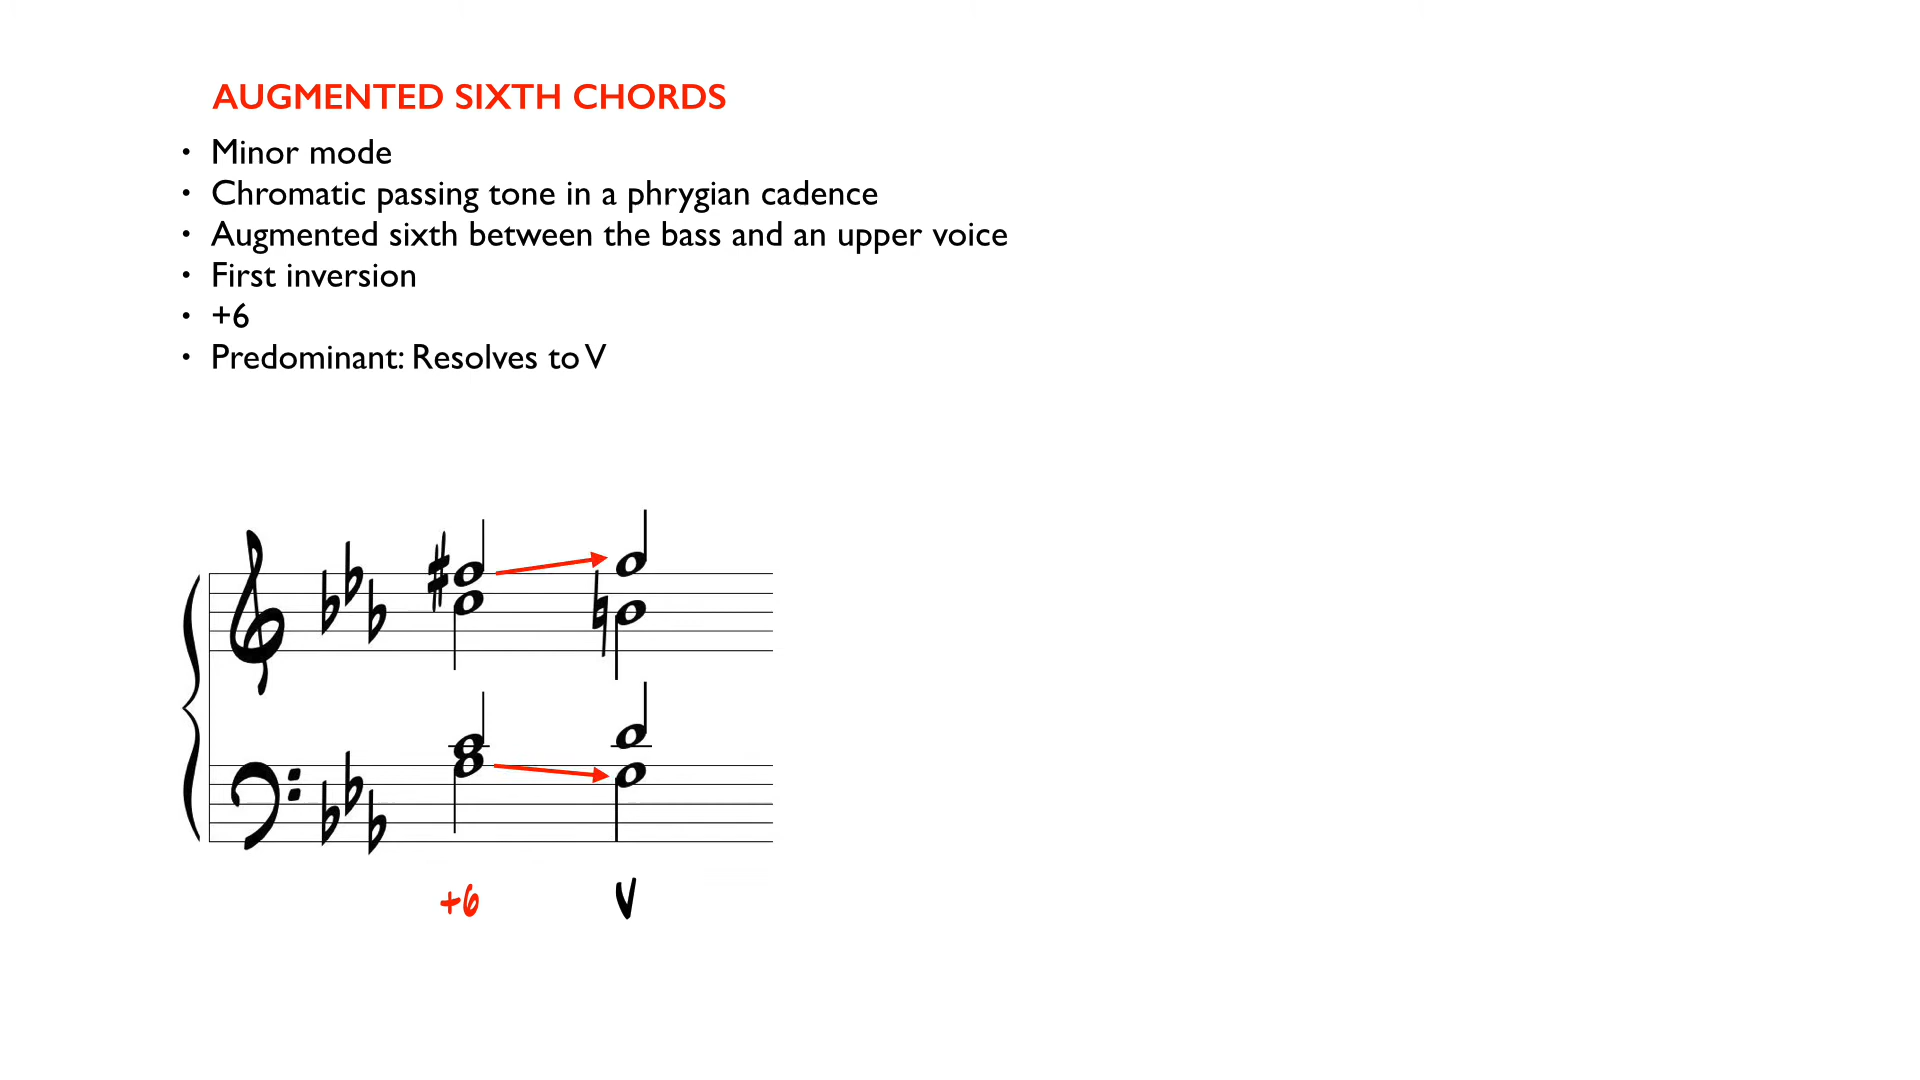 AUGMENTED SIXTH CHORDS
• Minor mode
• Chromatic passing tone in a phrygian cadence
• Augmented sixth between the bass and an upper voice
• First inversion
• +6
• Predominant: Resolves to V
+6 V